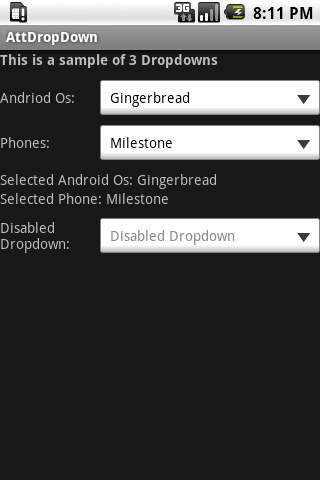 3G 8:11 PM
AttDropDown
This is a sample of 3 Dropdowns
Andriod Os: Gingerbread
Phones: Milestone
Selected Android Os: Gingerbread
Selected Phone: Milestone
Disabled
Dropdown: Disabled Dropdown